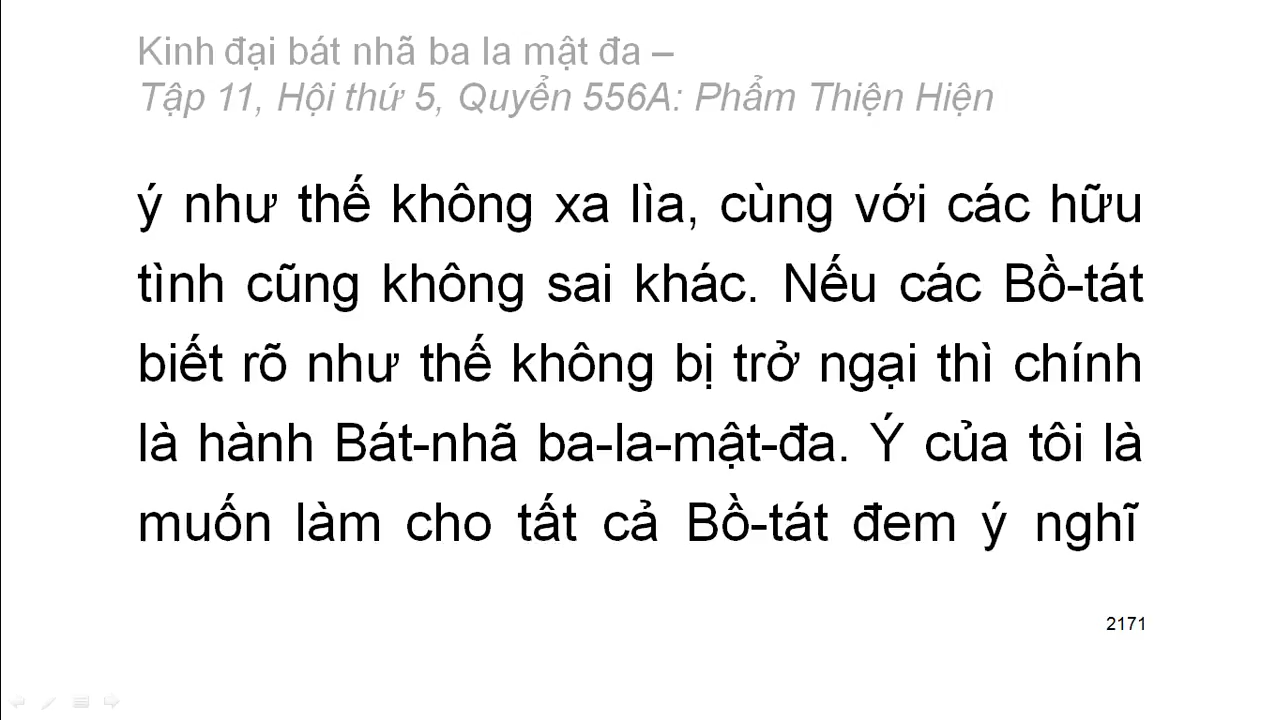 Kinh đại bát nhã ba la mật đa –
Tập 11, Hội thứ 5, Quyển 556A: Phẩm Thiện Hiện
ý như thế không xa lìa, cùng với các hữu
tình cũng không sai khác. Nếu các Bồ-tát
biết rõ như thế không bị trở ngại thì chính
là hành Bát-nhã ba-la-mật-đa. Ý của tôi là
muốn làm cho tất cả Bồ-tát đem ý nghĩ
2171